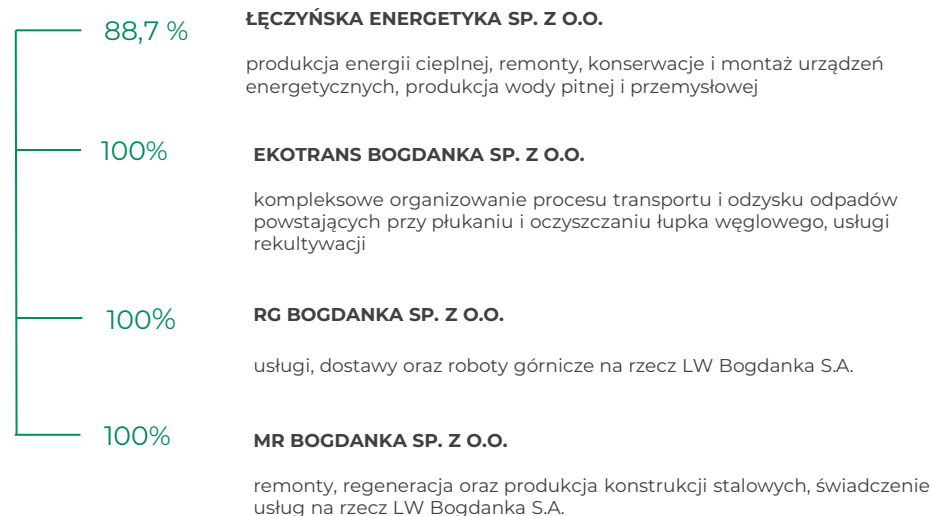 88,7 %
ŁĘCZYŃSKA ENERGETYKA SP. Z O.O.
produkcja energii cieplnej, remonty, konserwacje i montaż urządzeń
energetycznych, produkcja wody pitnej i przemysłowej
100%
EKOTRANS BOGDANKA SP. Z O.O.
kompleksowe organizowanie procesu transportu i odzysku odpadów
powstających przy płukaniu i oczyszczaniu łupka węglowego, usługi
rekultywacji
100%
RG BOGDANKA SP. Z O.O.
usługi, dostawy oraz roboty górnicze na rzecz LW Bogdanka S.A.
100%
MR BOGDANKA SP. Z O.O.
remonty, regeneracja oraz produkcja konstrukcji stalowych, świadczenie
usług na rzecz LW Bogdanka S.A.